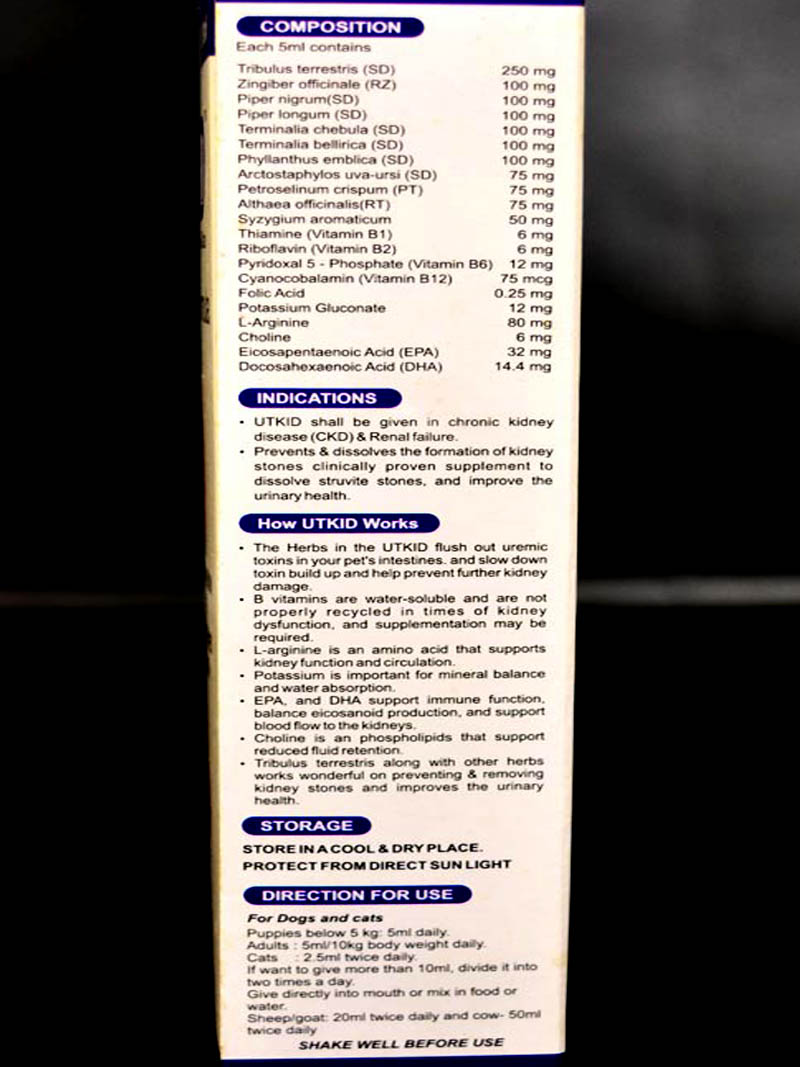 COMPOSITION
Each 5ml contains
Tribulus terrestris (SD) 250 mg
Zingiber officinale (RZ) 100 mg
Piper nigrum(SD) 100 mg
Piper longum (SD) 100 mg
Terminalia chebula (SD) 100 mg
Terminalia bellirica (SD) 100 mg
Phyllanthus emblica (SD) 100 mg
Arctostaphylos uva-ursi (SD) 75 mg
Petroselinum crispum (PT) 75 mg
Althaea officinalis(RT) 75 mg
Syzygium aromaticum 50 mg
Thiamine (Vitamin B1) 6 mg
Riboflavin (Vitamin B2) 6 mg
Pyridoxal 5 - Phosphate (Vitamin B6) 12 mg
Cyanocobalamin (Vitamin B12) 75 mcg
Folic Acid 0.25 mg
Potassium Gluconate 12 mg
L-Arginine 80 mg
Choline 6 mg
Eicosapentaenoic Acid (EPA) 32 mg
Docosahexaenoic Acid (DHA) 14.4 mg
INDICATIONS
• UTKID shall be given in chronic kidney
disease (CKD) & Renal failure.
• Prevents & dissolves the formation of kidney
stones clinically proven supplement to
dissolve struvite stones, and improve the
urinary health.
How UTKID Works
• The Herbs in the UTKID flush out uremic
toxins in your pet's intestines. and slow down
toxin build up and help prevent further kidney
damage.
• B vitamins are water-soluble and are not
properly recycled in times of kidney
dysfunction, and supplementation may be
required.
• L-arginine is an amino acid that supports
kidney function and circulation.
• Potassium is important for mineral balance
and water absorption.
• EPA, and DHA support immune function,
balance eicosanoid production, and support
blood flow to the kidneys.
• Choline is an phospholipids that support
reduced fluid retention.
• Tribulus terrestris along with other herbs
works wonderful on preventing & removing
kidney stones and improves the urinary
health.
STORAGE
STORE IN A COOL & DRY PLACE.
PROTECT FROM DIRECT SUN LIGHT
DIRECTION FOR USE
For Dogs and cats
Puppies below 5 kg: 5ml daily.
Adults : 5ml/10kg body weight daily.
Cats : 2.5ml twice daily.
If want to give more than 10ml, divide it into
two times a day.
Give directly into mouth or mix in food or
water.
Sheep/goat: 20ml twice daily and cow- 50ml
twice daily
SHAKE WELL BEFORE USE